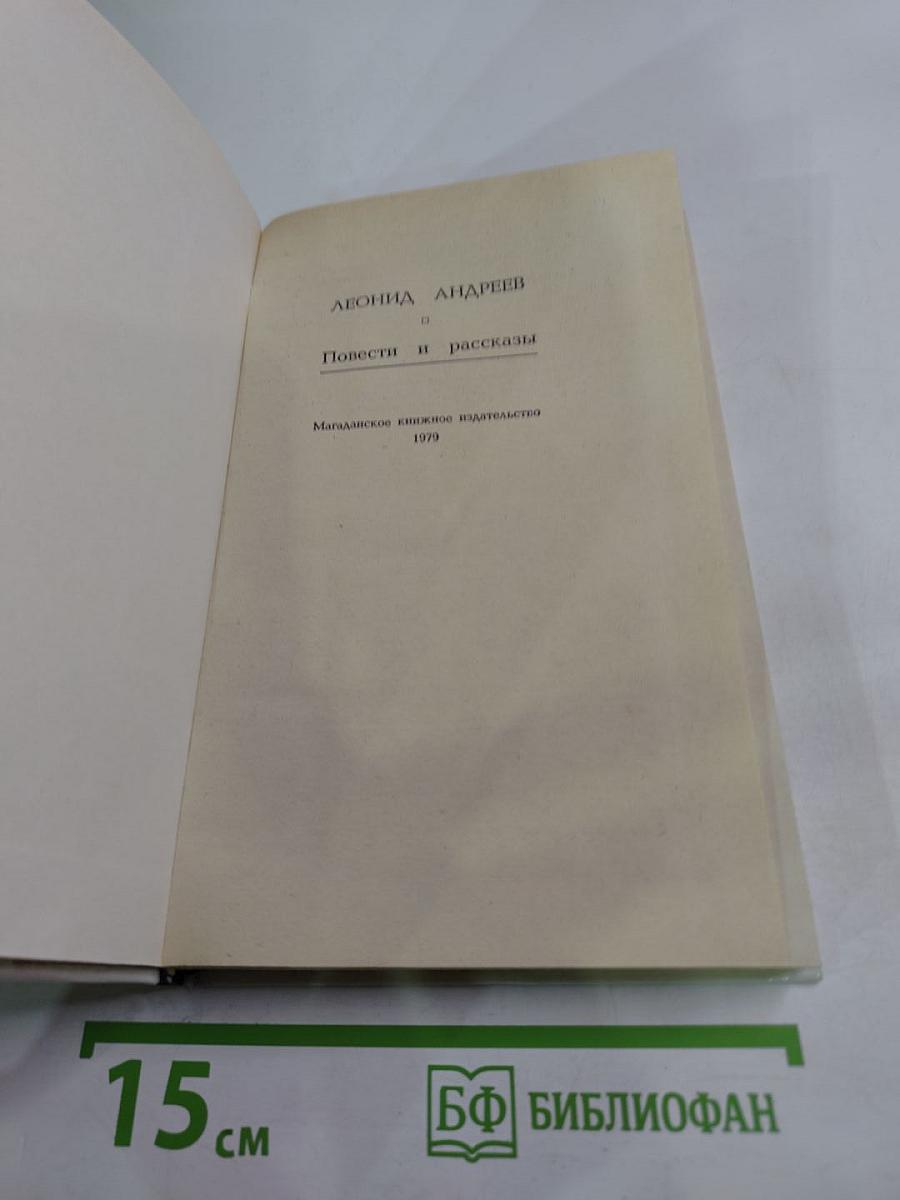 ЛЕОНИД АНДРЕЕВ
Повести и рассказы
Магаданское книжное издательство
1979
15 см
БФ БИБЛИОФАН